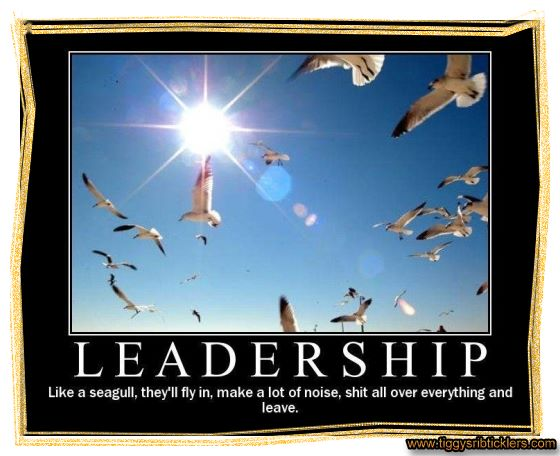 LEADERSHIP
Like a seagull, they'll fly in, make a lot of noise, shit all over everything and
leave.
www.tiggysribticklers.com